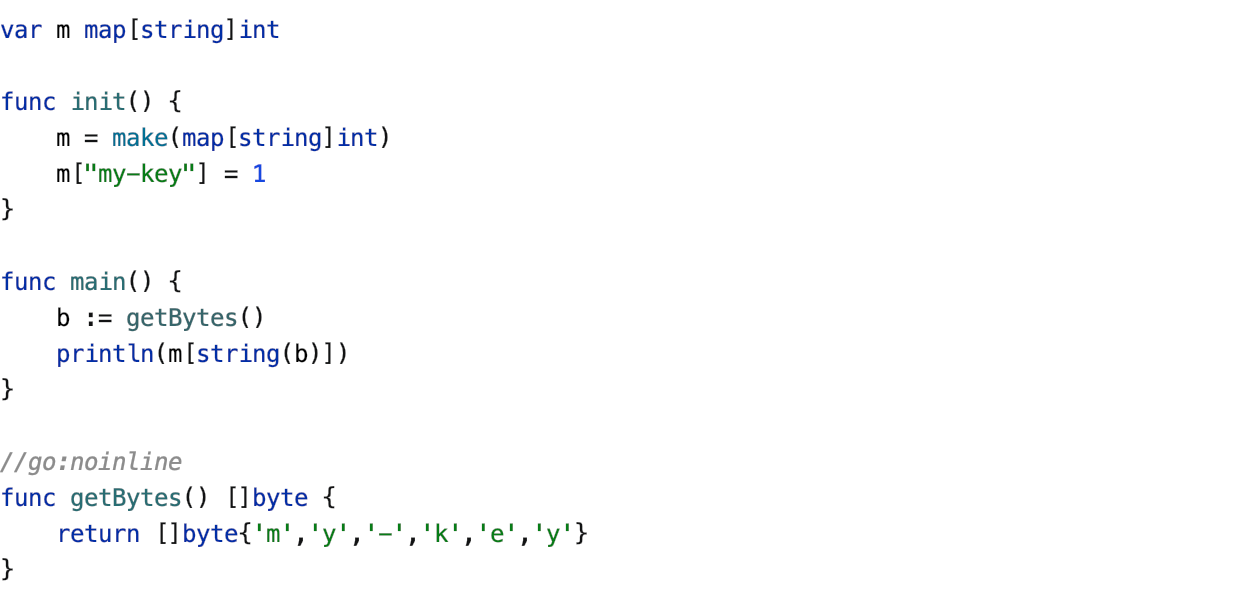 var m map[string]int
func init() {
    m = make(map[string]int)
    m["my-key"] = 1
}
func main() {
    b := getBytes()
    println(m[string(b)])
}
//go:noinline
func getBytes() []byte {
    return []byte{'m','y','-','k','e','y'}
}